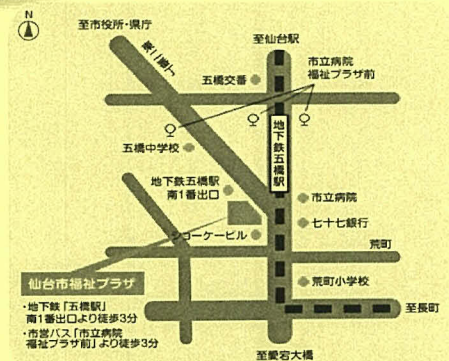 N
至市役所・県庁
東二番丁
至仙台駅
市立病院
福祉プラザ前
五橋交番
地下鉄五橋駅
五橋中学校
地下鉄五橋駅
南1番出口
市立病院
七十七銀行
ショーケービル
荒町
仙台市福祉プラザ
荒町小学校
・地下鉄「五橋駅」
南1番出口より徒歩3分
・市営バス「市立病院
福祉プラザ前」より徒歩3分
至長町
至愛宕大橋